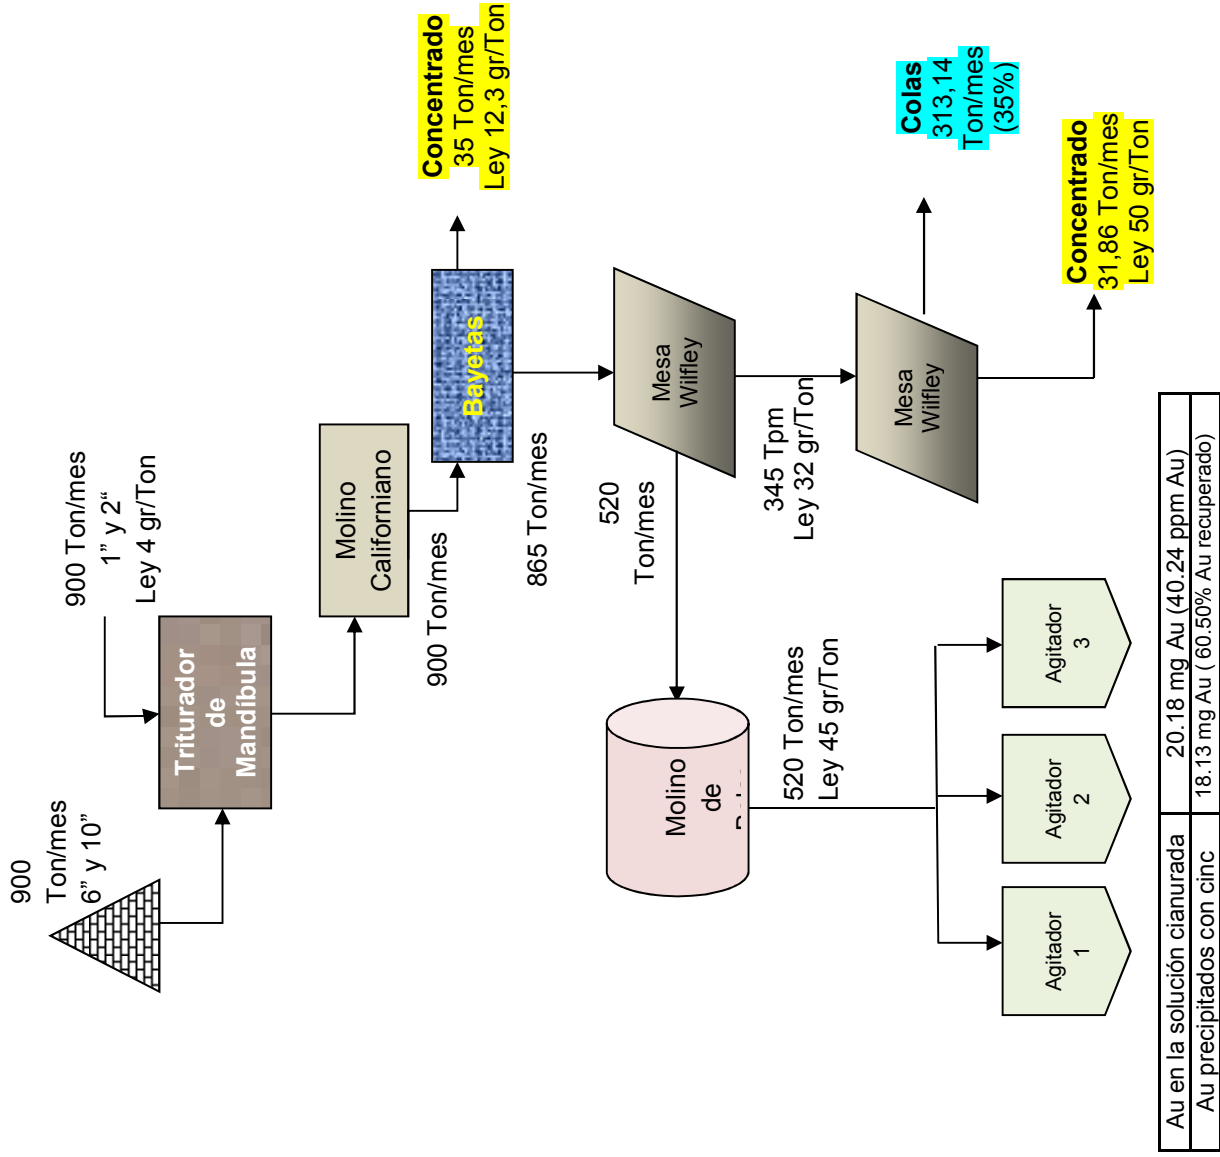 900
Ton/mes
6” y 10”
900 Ton/mes
1” y 2“
Ley 4 gr/Ton
Triturador
de
Mandíbula
Molino
Californiano
900 Ton/mes
Bayetas
Concentrado
35 Ton/mes
Ley 12,3 gr/Ton
865 Ton/mes
Mesa
Wilfley
520
Ton/mes
345 Tpm
Ley 32 gr/Ton
Mesa
Wilfley
Colas
313,14
Ton/mes
(35%)
Concentrado
31,86 Ton/mes
Ley 50 gr/Ton
Molino
de
520 Ton/mes
Ley 45 gr/Ton
Agitador
1
Agitador
2
Agitador
3
Au en la solución cianurada 20.18 mg Au (40.24 ppm Au)
Au precipitados con cinc 18.13 mg Au ( 60.50% Au recuperado)